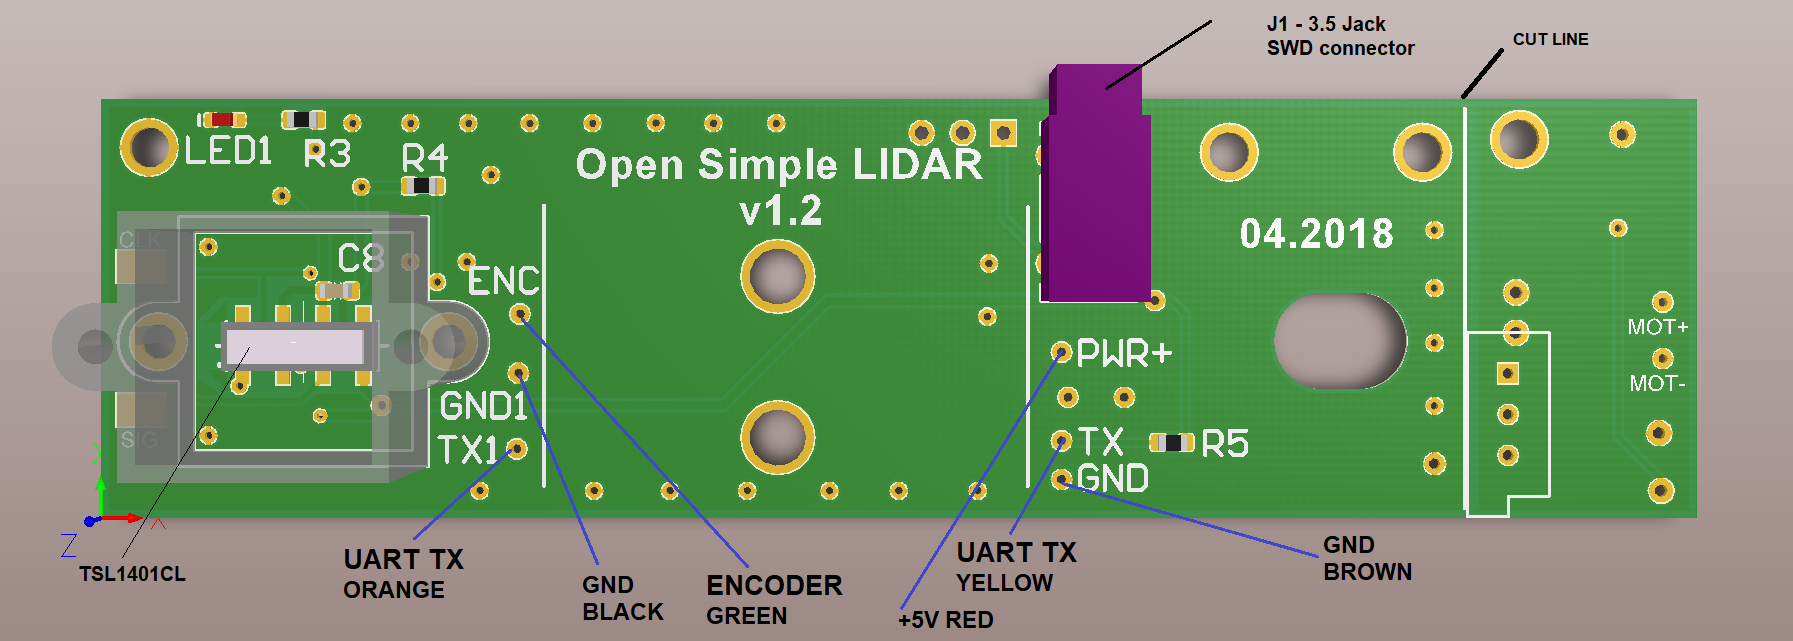 J1 - 3.5 Jack
SWD connector
CUT LINE
LED1
R3
R4
Open Simple LIDAR
v1.2
04.2018
CLK
C8
ENC
MOT+
PWR+
MOT-
GND1
TX1
SIG
TX
R5
GND
X
Z
TSL1401CL
UART TX
ORANGE
GND
BLACK
ENCODER
GREEN
UART TX
YELLOW
+5V RED
GND
BROWN